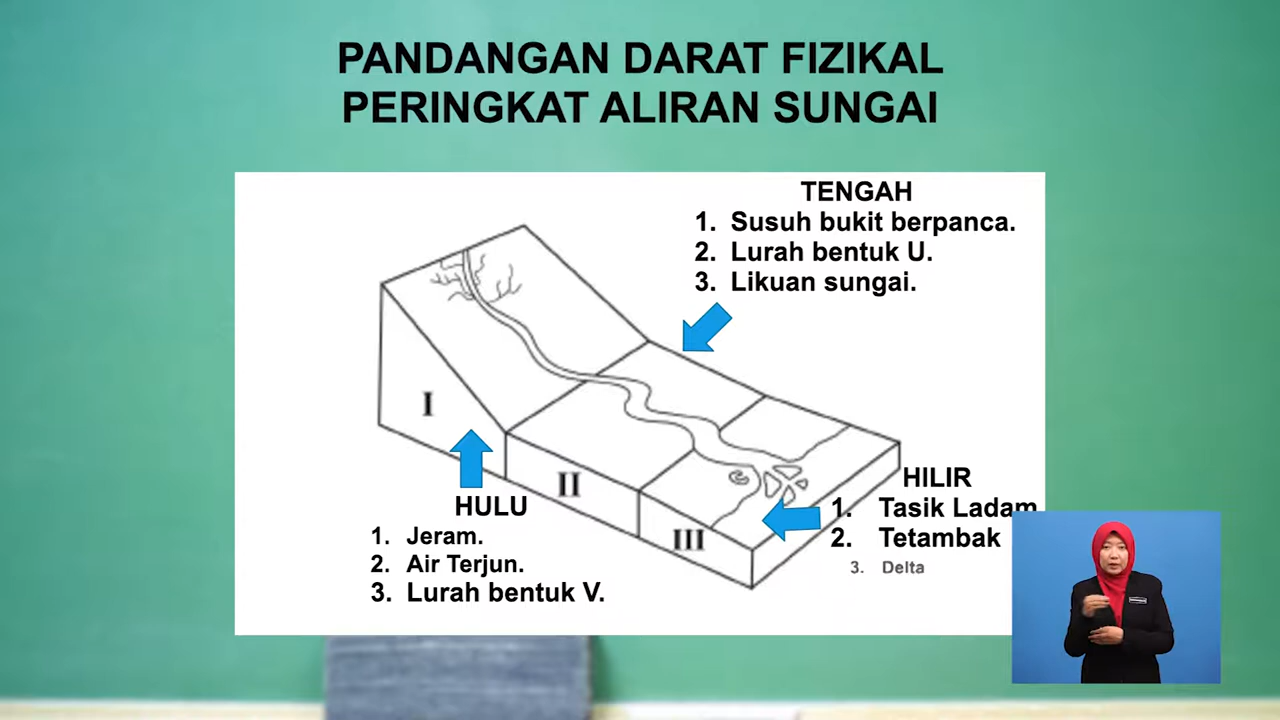 PANDANGAN DARAT FIZIKAL
PERINGKAT ALIRAN SUNGAI
TENGAH
1. Susuh bukit berpanca.
2. Lurah bentuk U.
3. Likuan sungai.
I
II
III
HULU
1. Jeram.
2. Air Terjun.
3. Lurah bentuk V.
HILIR
1. Tasik Ladam
2. Tetambak
3. Delta